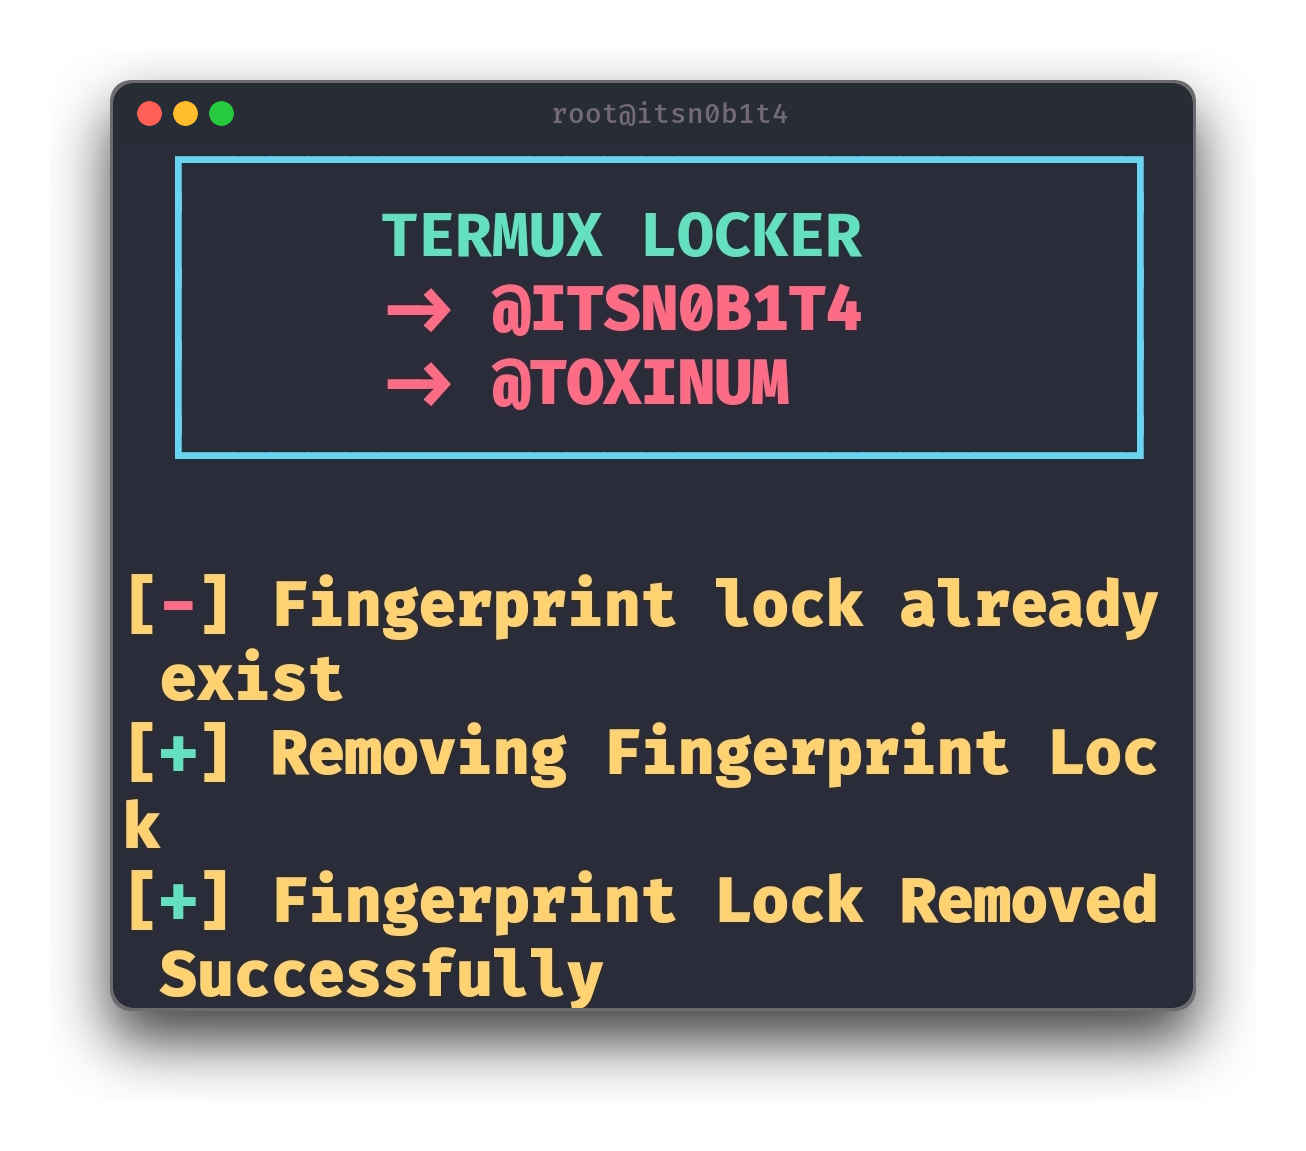 root@itsn0b1t4
TERMUX LOCKER
→ @ITSN0B1T4
→ @TOXINUM
[-] Fingerprint lock already
exist
[+] Removing Fingerprint Loc
k
[+] Fingerprint Lock Removed
Successfully